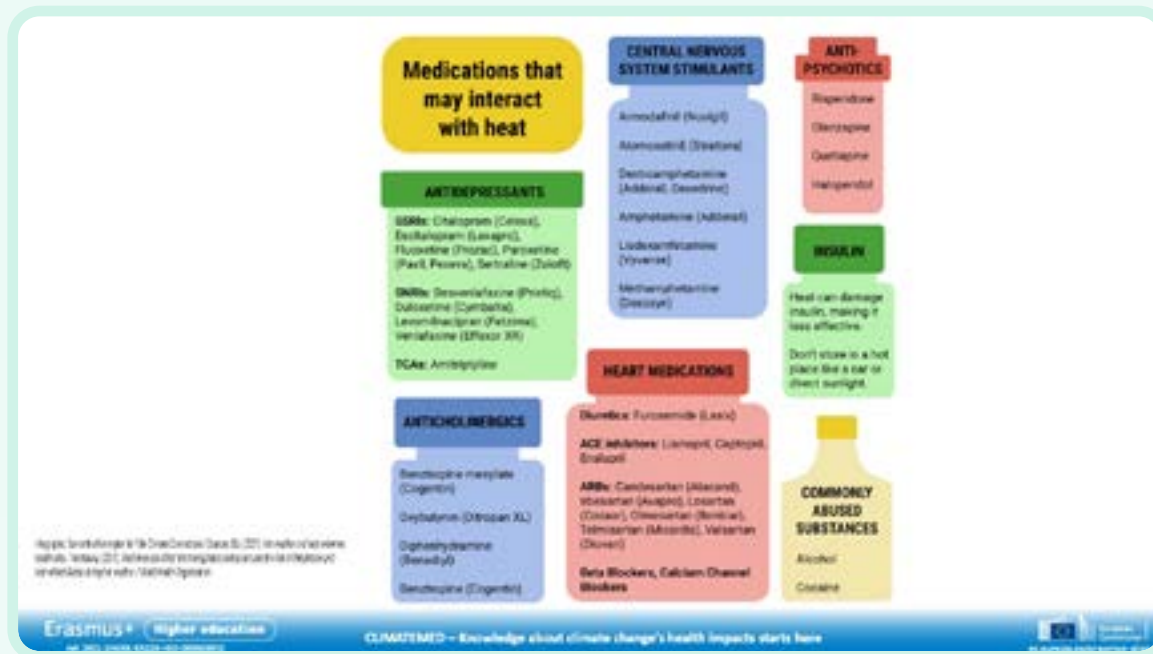 Medications that
may interact
with heat
ANTIDEPRESSANTS
SSRIs: Citalopram (Celexa),
Escitalopram (Lexapro),
Fluoxetine (Prozac), Paroxetine
(Paxil, Pexeva), Sertraline (Zoloft)
SNRIs: Desvenlafaxine (Pristiq),
Duloxetine (Cymbalta),
Levomilnacipran (Fetzima),
Venlafaxine (Effexor XR)
TCAs: Amitriptyline
ANTICHOLINERGICS
Benztropine mesylate
(Cogentin)
Oxybutynin (Ditropan XL)
Diphenhydramine
(Benadryl)
Benztropine (Cogentin)
CENTRAL NERVOUS
SYSTEM STIMULANTS
Armodafinil (Nuvigil)
Atomoxetine (Strattera)
Dextroamphetamine
(Adderall, Dexedrine)
Amphetamine (Adderall)
Lisdexamfetamine
(Vyvanse)
Methamphetamine
(Desoxyn)
HEART MEDICATIONS
Diuretics: Furosemide (Lasix)
ACE inhibitors: Lisinopril, Captopril,
Enalapril
ARBs: Candesartan (Atacand),
Irbesartan (Avapro), Losartan
(Cozaar), Olmesartan (Benicar),
Telmisartan (Micardis), Valsartan
(Diovan)
Beta Blockers, Calcium Channel
Blockers
ANTI-
PSYCHOTICS
Risperidone
Olanzapine
Quetiapine
Haloperidol
INSULIN
Heat can damage
insulin, making it
less effective.
Don't store in a hot
place like a car or
direct sunlight.
COMMONLY
ABUSED
SUBSTANCES
Alcohol
Cocaine
Erasmus+ Higher education
CLIMATEMED – Knowledge about climate change's health impacts starts here